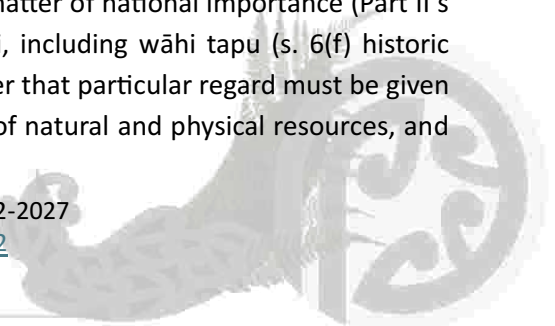 matter of national importance (Part II s
i, including wāhi tapu (s. 6(f) historic
er that particular regard must be given
of natural and physical resources, and
2-2027
2